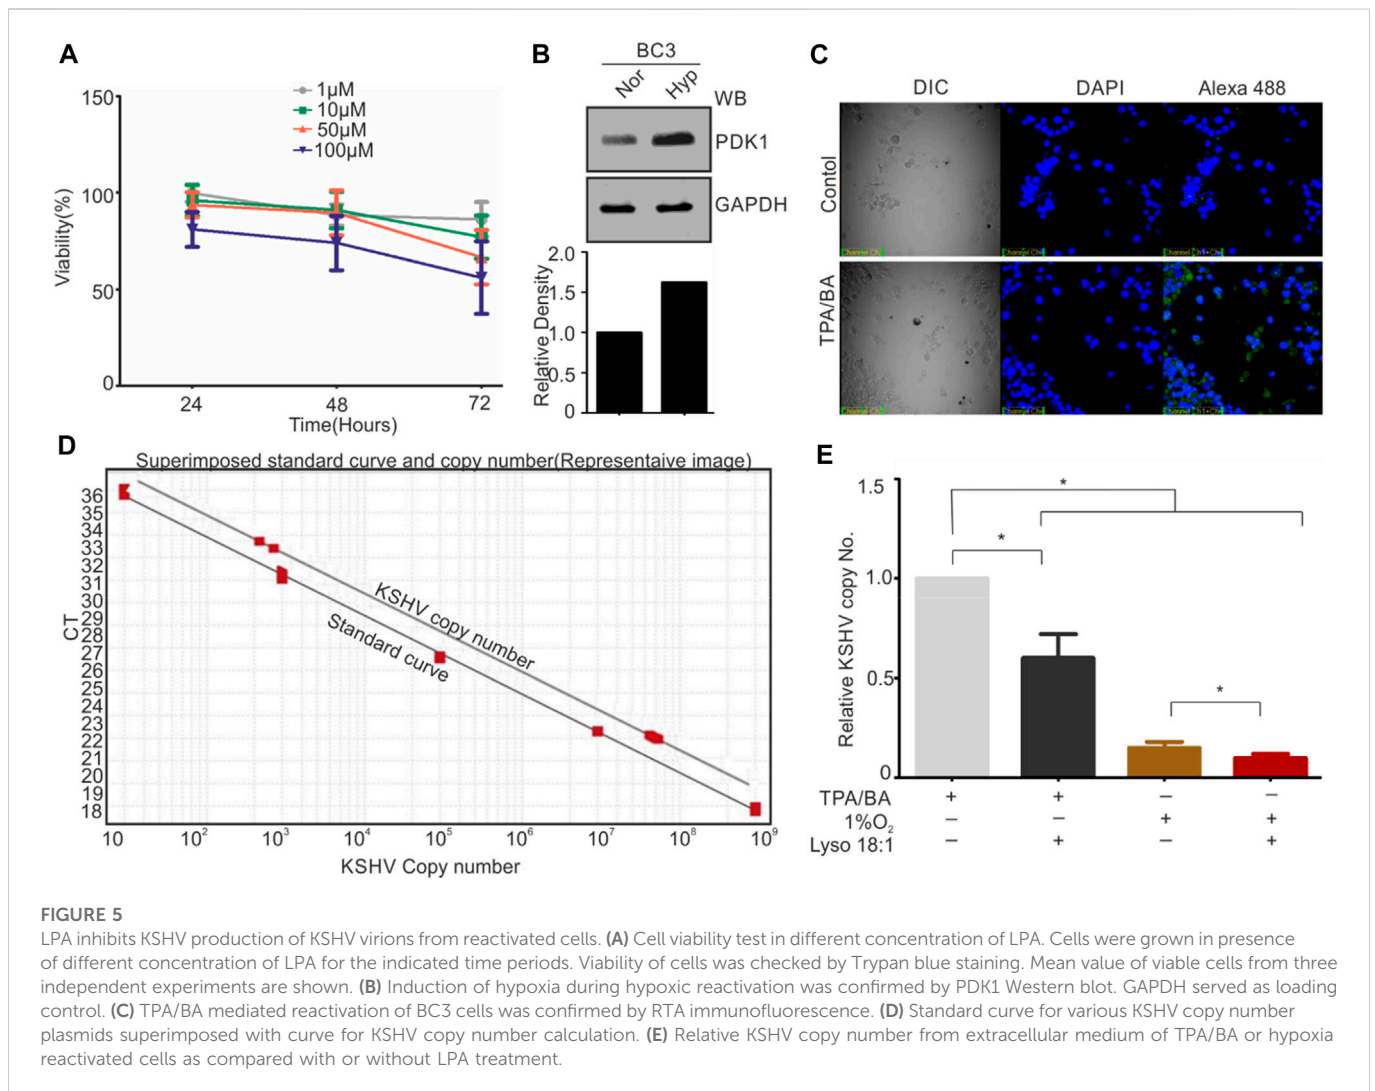 A
150
100
50
0
Viability(%)
1µM
10µM
50µM
100µM
24 48 72
Time(Hours)
B
BC3
Nor Hyp
WB
PDK1
GAPDH
2.0
1.5
1.0
0.5
0
Relative Density
C
DIC DAPI Alexa 488
Contol
TPA/BA
D
Superimposed standard curve and copy number(Representaive image)
36
35
34
33
32
31
30
29
28
27
26
25
24
23
22
21
20
19
18
CT
KSHV copy number
Standard curve
10 10² 10³ 10⁴ 10⁵ 10⁶ 10⁷ 10⁸ 10⁹
KSHV Copy number
E
1.5
1.0
0.5
0
Relative KSHV copy No.
*
*
*
TPA/BA + + – –
1%O₂ – – + +
Lyso 18:1 – + – +
FIGURE 5
LPA inhibits KSHV production of KSHV virions from reactivated cells. (A) Cell viability test in different concentration of LPA. Cells were grown in presence
of different concentration of LPA for the indicated time periods. Viability of cells was checked by Trypan blue staining. Mean value of viable cells from three
independent experiments are shown. (B) Induction of hypoxia during hypoxic reactivation was confirmed by PDK1 Western blot. GAPDH served as loading
control. (C) TPA/BA mediated reactivation of BC3 cells was confirmed by RTA immunofluorescence. (D) Standard curve for various KSHV copy number
plasmids superimposed with curve for KSHV copy number calculation. (E) Relative KSHV copy number from extracellular medium of TPA/BA or hypoxia
reactivated cells as compared with or without LPA treatment.